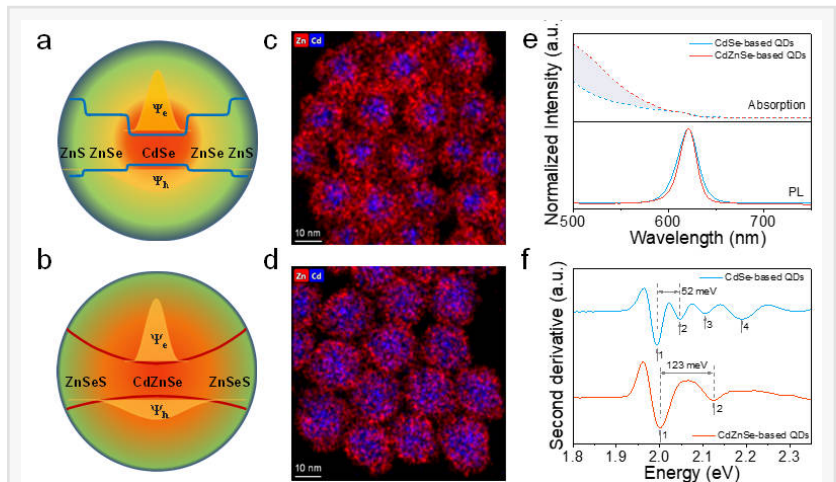 a
Ψe
ZnS ZnSe CdSe ZnSe ZnS
Ψh
b
Ψe
ZnSeS CdZnSe ZnSeS
Ψh
c
Zn Cd
10 nm
d
Zn Cd
10 nm
e
Normalized Intensity (a.u.)
CdSe-based QDs
CdZnSe-based QDs
Absorption
PL
500 600 700
Wavelength (nm)
f
Second derivative (a.u.)
CdSe-based QDs
52 meV
1 2 3 4
123 meV
1 2
CdZnSe-based QDs
1.8 1.9 2.0 2.1 2.2 2.3
Energy (eV)